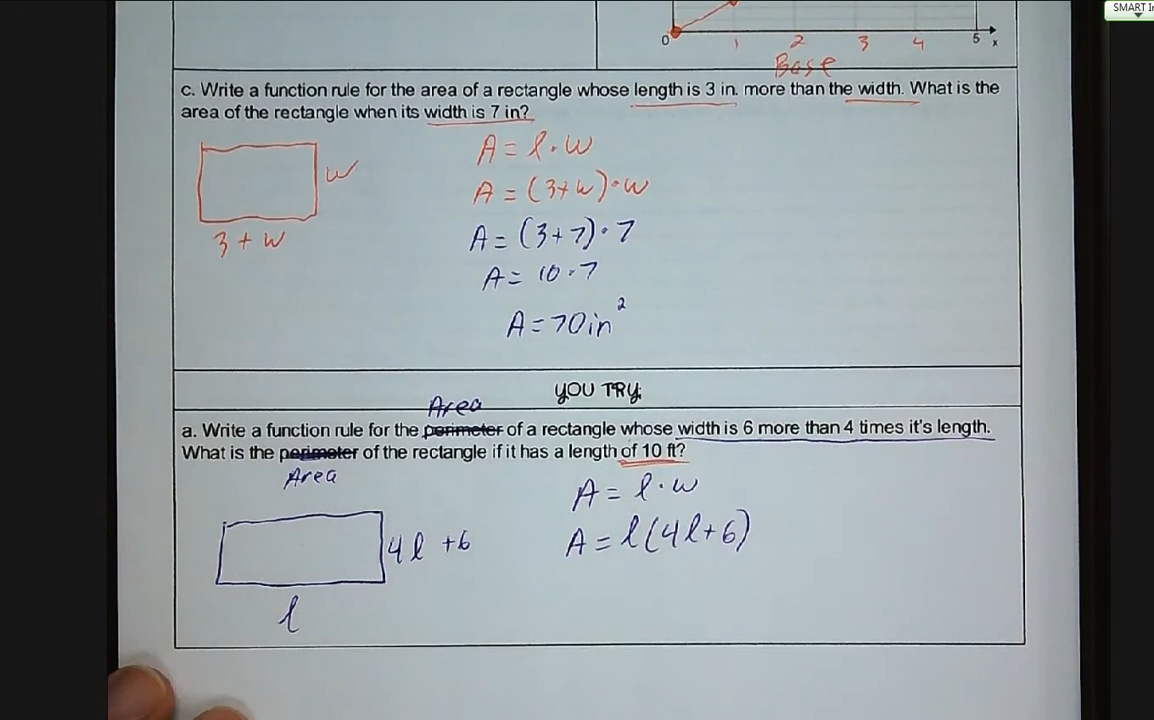 SMART In
0 1 2 3 4 5 x
Base
c. Write a function rule for the area of a rectangle whose length is 3 in. more than the width. What is the
area of the rectangle when its width is 7 in?
A = l · w
w
A = (3+w) · w
3 + w
A = (3+7) · 7
A = 10 · 7
A = 70 in²
YOU TRY:
Area
a. Write a function rule for the perimeter of a rectangle whose width is 6 more than 4 times it's length.
What is the perimeter of the rectangle if it has a length of 10 ft?
Area
A = l · w
A = l(4l+6)
4l +6
l